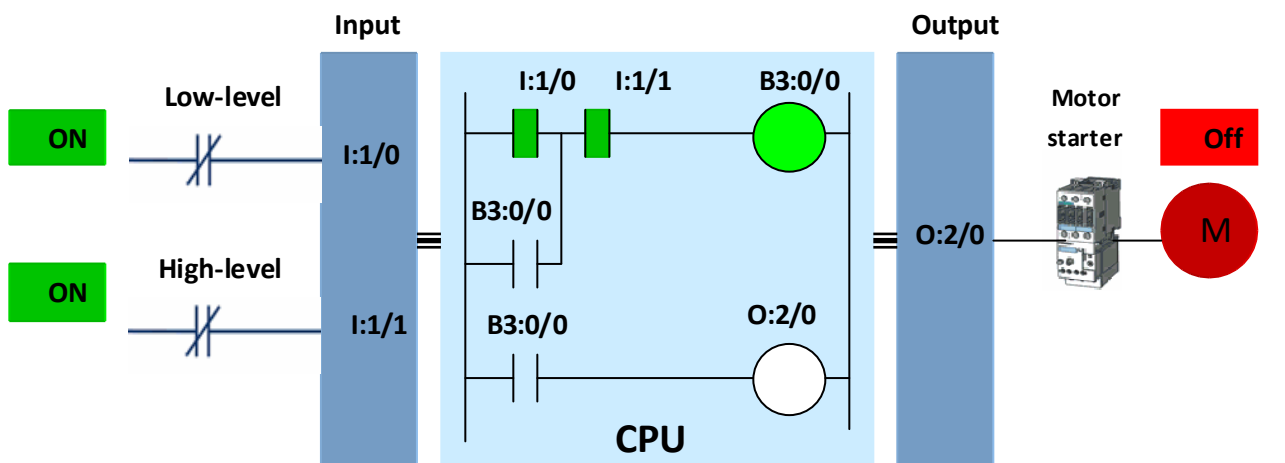 Input
Output
I:1/0
I:1/1
B3:0/0
Low-level
Motor
starter
ON
Off
I:1/0
B3:0/0
O:2/0
M
High-level
ON
I:1/1
B3:0/0
O:2/0
CPU